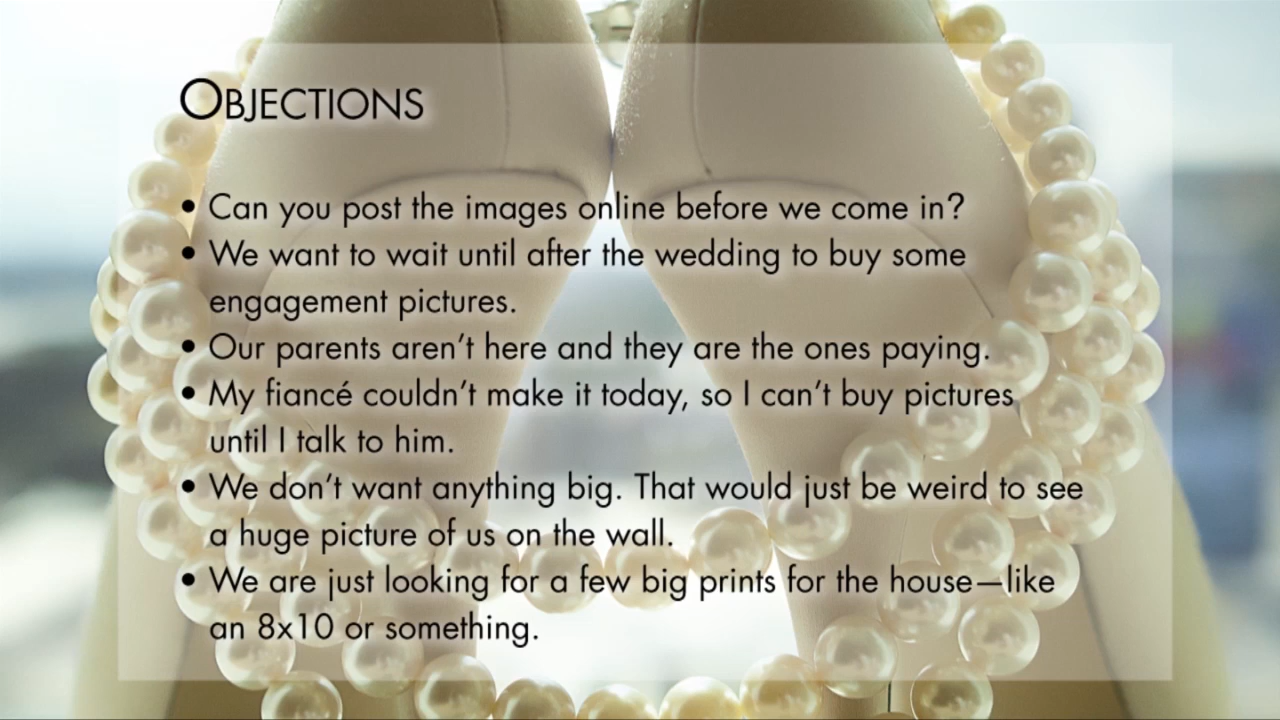 OBJECTIONS
• Can you post the images online before we come in?
• We want to wait until after the wedding to buy some
engagement pictures.
• Our parents aren’t here and they are the ones paying.
• My fiancé couldn’t make it today, so I can’t buy pictures
until I talk to him.
• We don’t want anything big. That would just be weird to see
a huge picture of us on the wall.
• We are just looking for a few big prints for the house—like
an 8x10 or something.